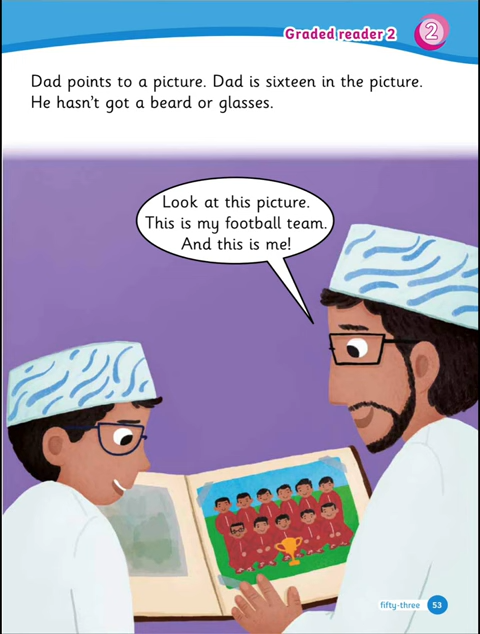 Graded reader 2
2
Dad points to a picture. Dad is sixteen in the picture.
He hasn't got a beard or glasses.
Look at this picture.
This is my football team.
And this is me!
fifty-three 53